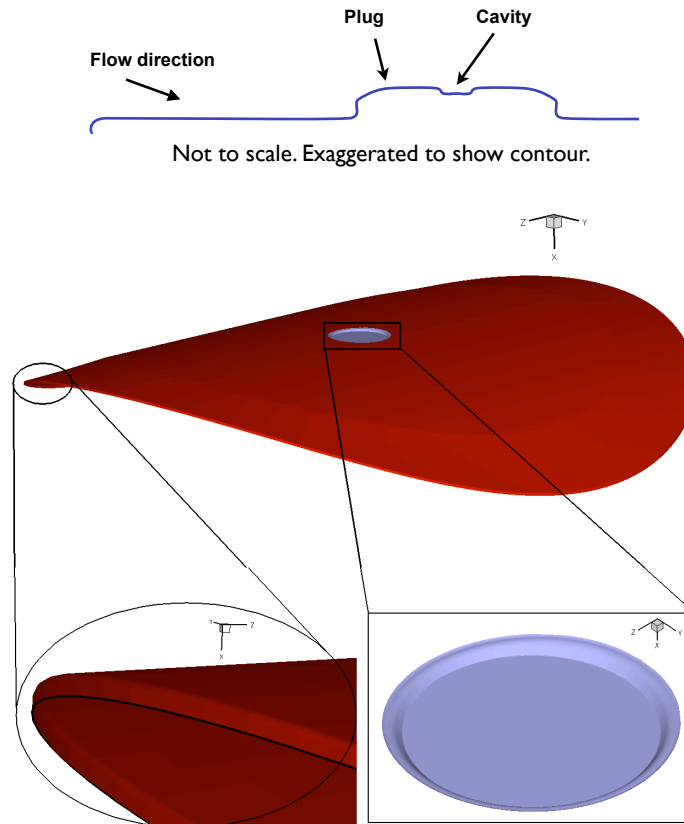 Plug
Cavity
Flow direction
Not to scale. Exaggerated to show contour.
Z
Y
X
Y
Z
X
Z
Y
X